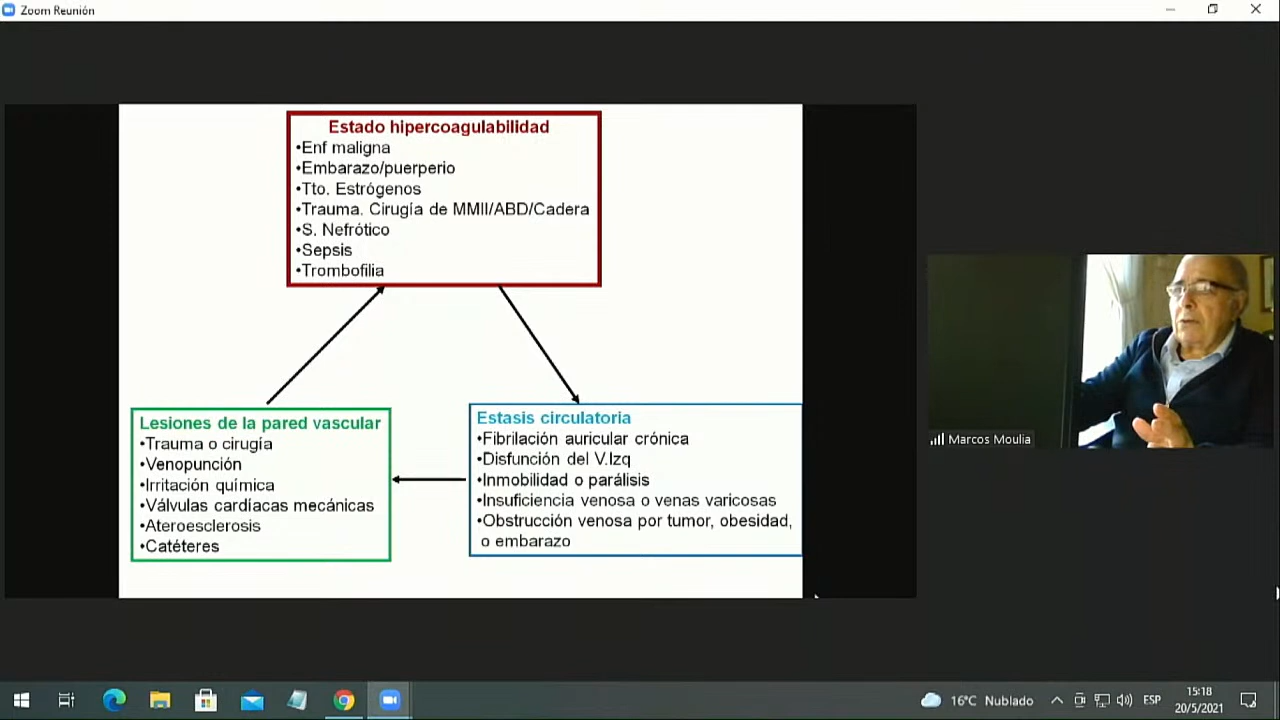 Zoom Reunión
Estado hipercoagulabilidad
•Enf maligna
•Embarazo/puerperio
•Tto. Estrógenos
•Trauma. Cirugía de MMII/ABD/Cadera
•S. Nefrótico
•Sepsis
•Trombofilia
Lesiones de la pared vascular
•Trauma o cirugía
•Venopunción
•Irritación química
•Válvulas cardíacas mecánicas
•Ateroesclerosis
•Catéteres
Estasis circulatoria
•Fibrilación auricular crónica
•Disfunción del V.Izq
•Inmobilidad o parálisis
•Insuficiencia venosa o venas varicosas
•Obstrucción venosa por tumor, obesidad,
o embarazo
Marcos Moulia
16°C Nublado
ESP
15:18
20/5/2021